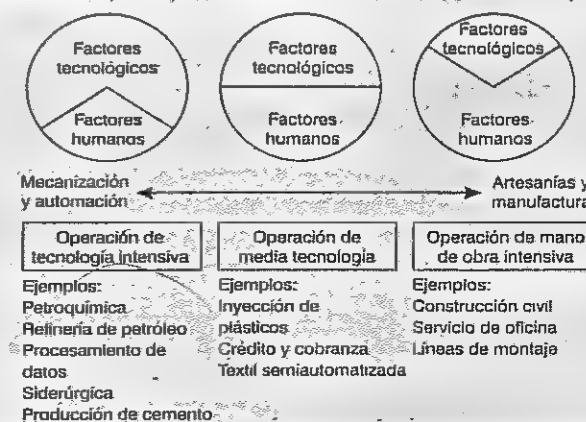 Factores
tecnológicos
Factores
humanos
Factores
tecnológicos
Factores
humanos
Factores
tecnológicos
Factores
humanos
Mecanización
y automación
Artesanías y
manufactura
Operación de
tecnología intensiva
Ejemplos:
Petroquímica
Refinería de petróleo
Procesamiento de
datos
Siderúrgica
Producción de cemento
Operación de
media tecnología
Ejemplos:
Inyección de
plásticos
Crédito y cobranza
Textil semiautomatizada
Operación de mano
de obra intensiva
Ejemplos:
Construcción civil
Servicio de oficina
Líneas de montaje